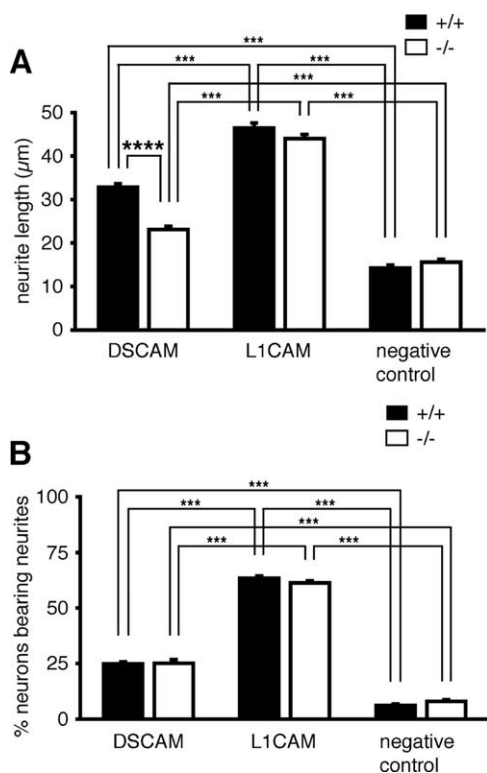 +/+
-/-
A
***
***
***
***
***
***
****
50
40
30
20
10
0
neurite length (µm)
DSCAM
L1CAM
negative
control
+/+
-/-
B
***
***
***
***
***
***
100
75
50
25
0
% neurons bearing neurites
DSCAM
L1CAM
negative
control